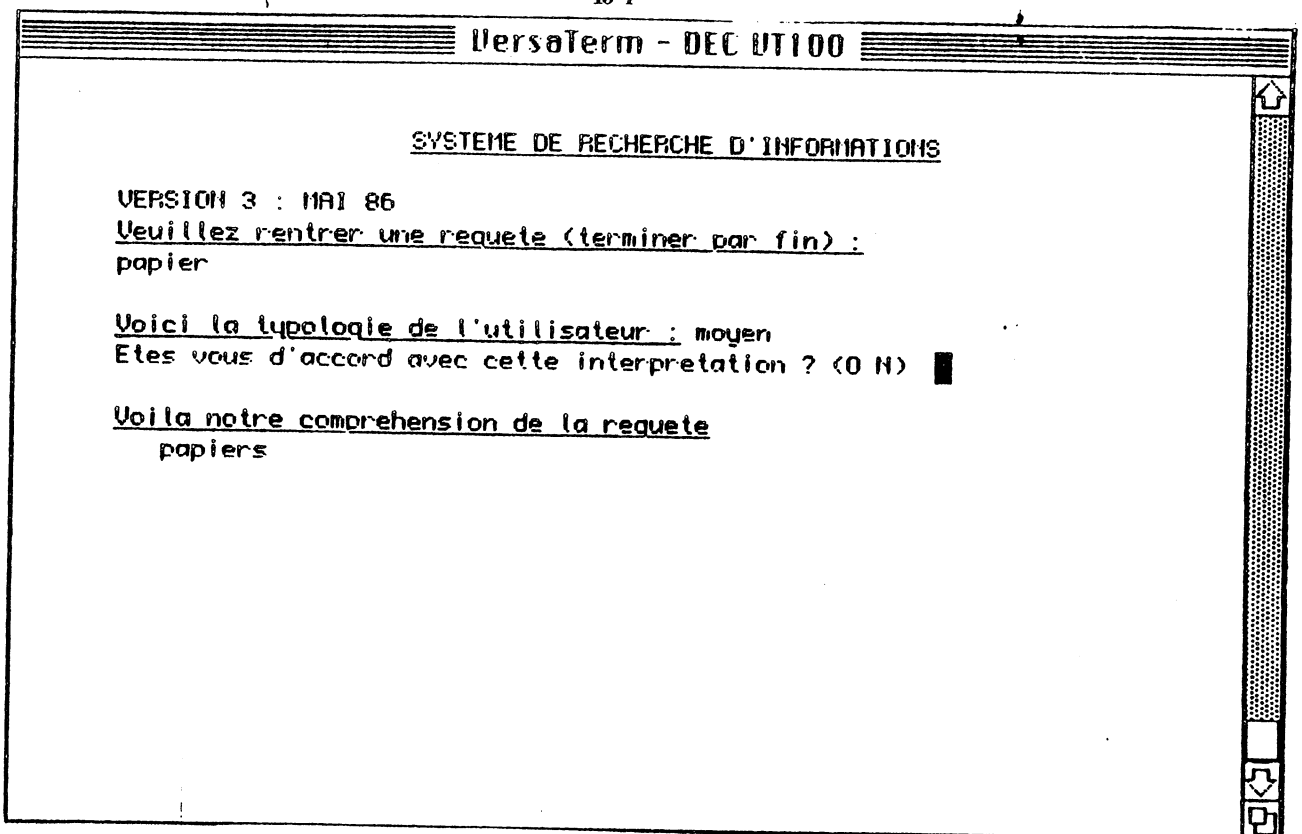 VersaTerm - DEC VT100
SYSTEME DE RECHERCHE D'INFORMATIONS
VERSION 3 : MAI 86
Veuillez rentrer une requete (terminer par fin) :
papier
Voici la typologie de l'utilisateur : moyen
Etes vous d'accord avec cette interpretation ? (O N)
Voila notre comprehension de la requete
papiers